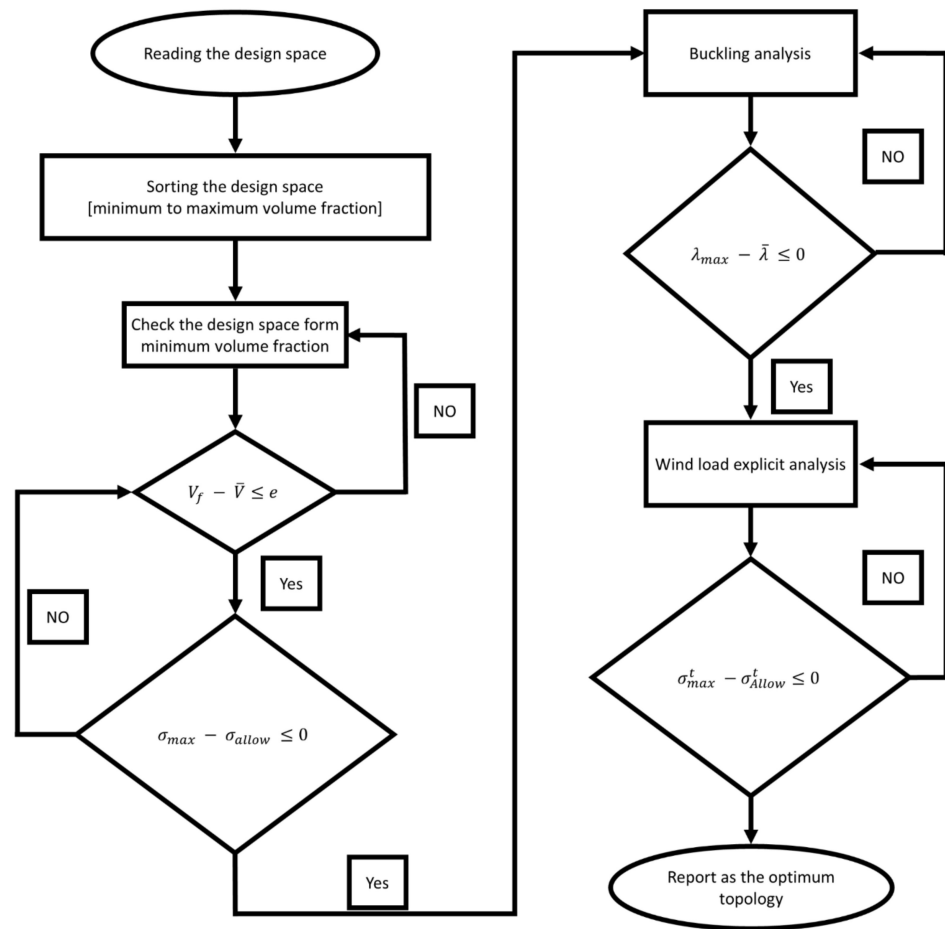 Reading the design space
Sorting the design space
[minimum to maximum volume fraction]
Check the design space form
minimum volume fraction
NO
V_f − V̄ ≤ e
Yes
NO
σ_max − σ_allow ≤ 0
Yes
Buckling analysis
NO
λ_max − λ̄ ≤ 0
Yes
Wind load explicit analysis
NO
σ^t_max − σ^t_Allow ≤ 0
Report as the optimum
topology